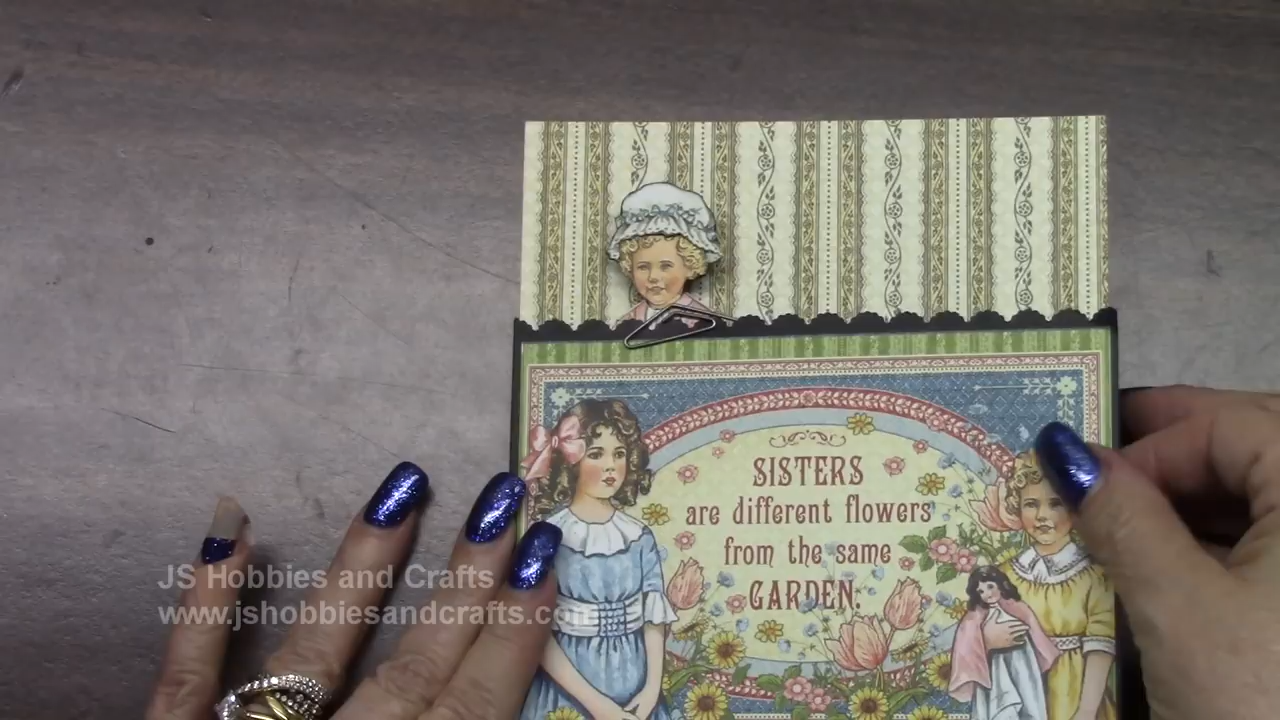 SISTERS
are different flowers
from the same
GARDEN.
JS Hobbies and Crafts
www.jshobbiesandcrafts.com